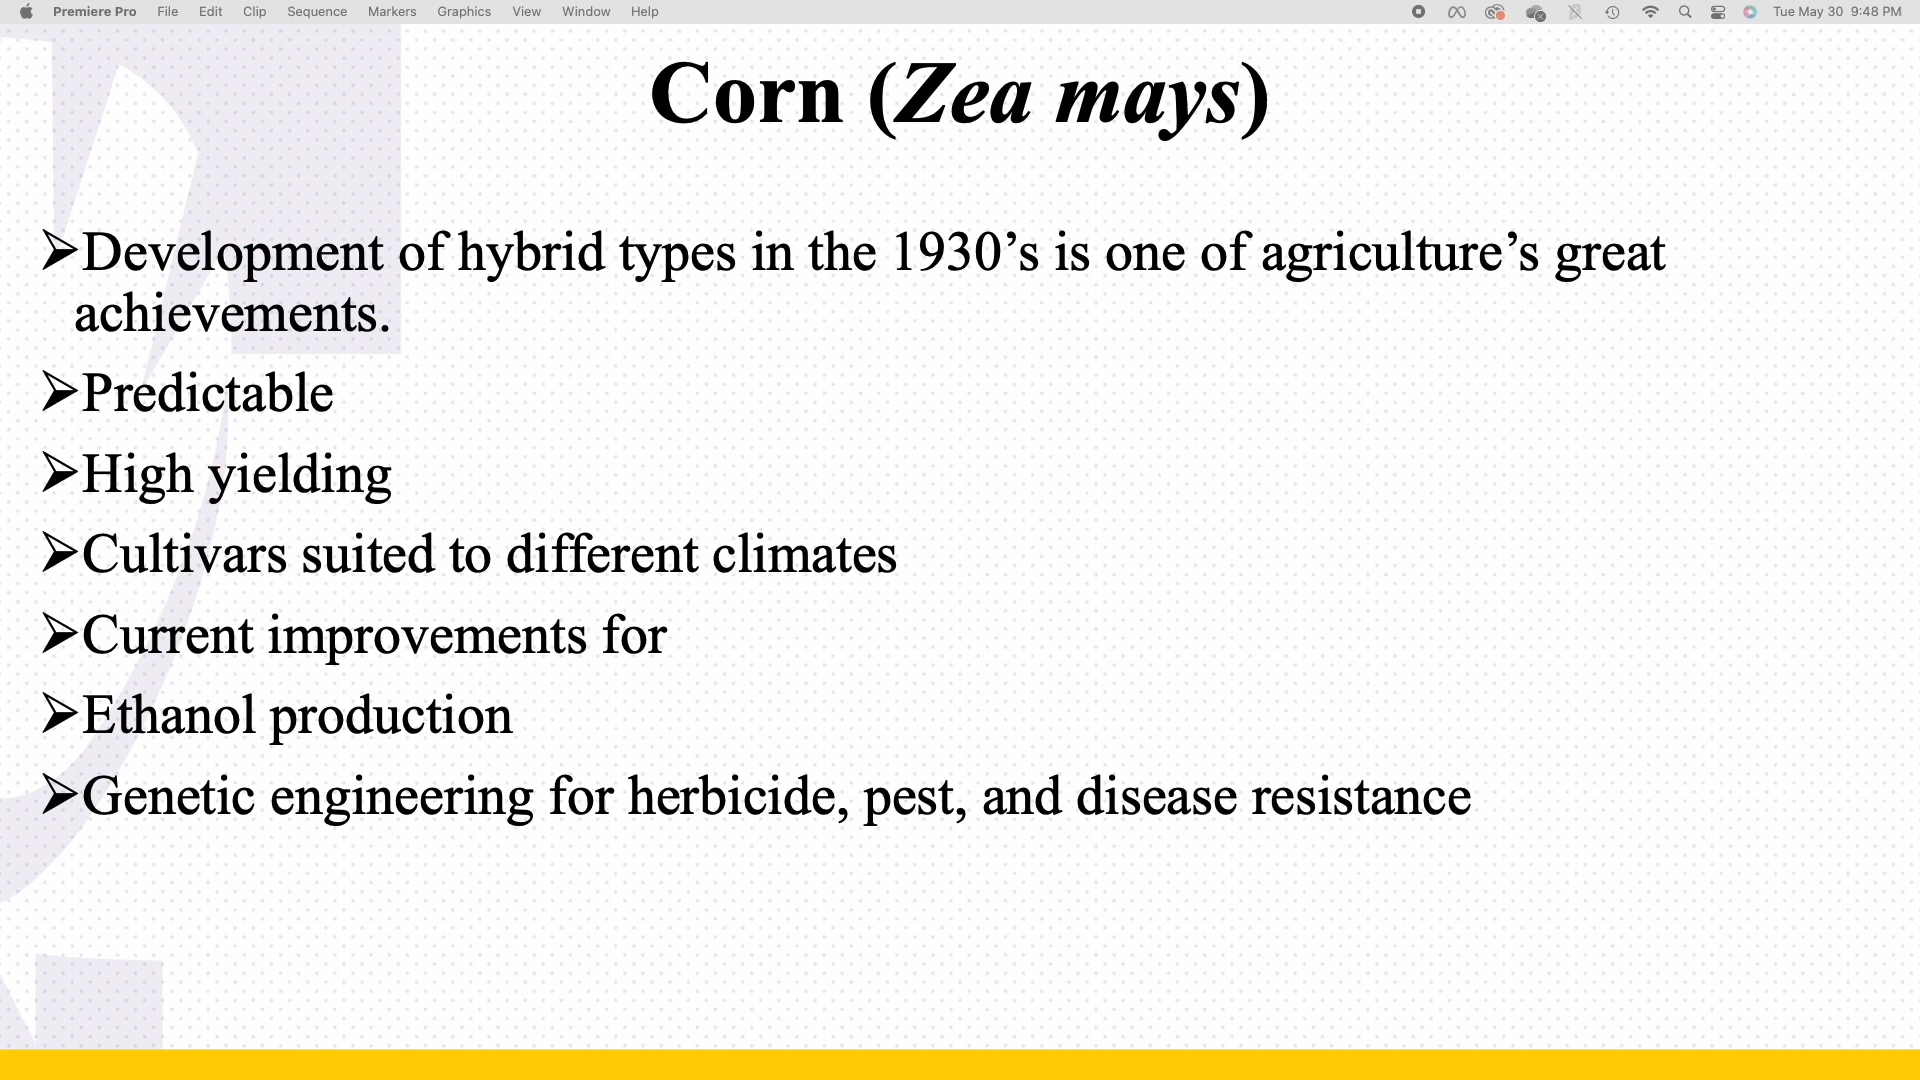 Premiere Pro File Edit Clip Sequence Markers Graphics View Window Help Tue May 30 9:48 PM
Corn (Zea mays)
➢Development of hybrid types in the 1930’s is one of agriculture’s great
achievements.
➢Predictable
➢High yielding
➢Cultivars suited to different climates
➢Current improvements for
➢Ethanol production
➢Genetic engineering for herbicide, pest, and disease resistance